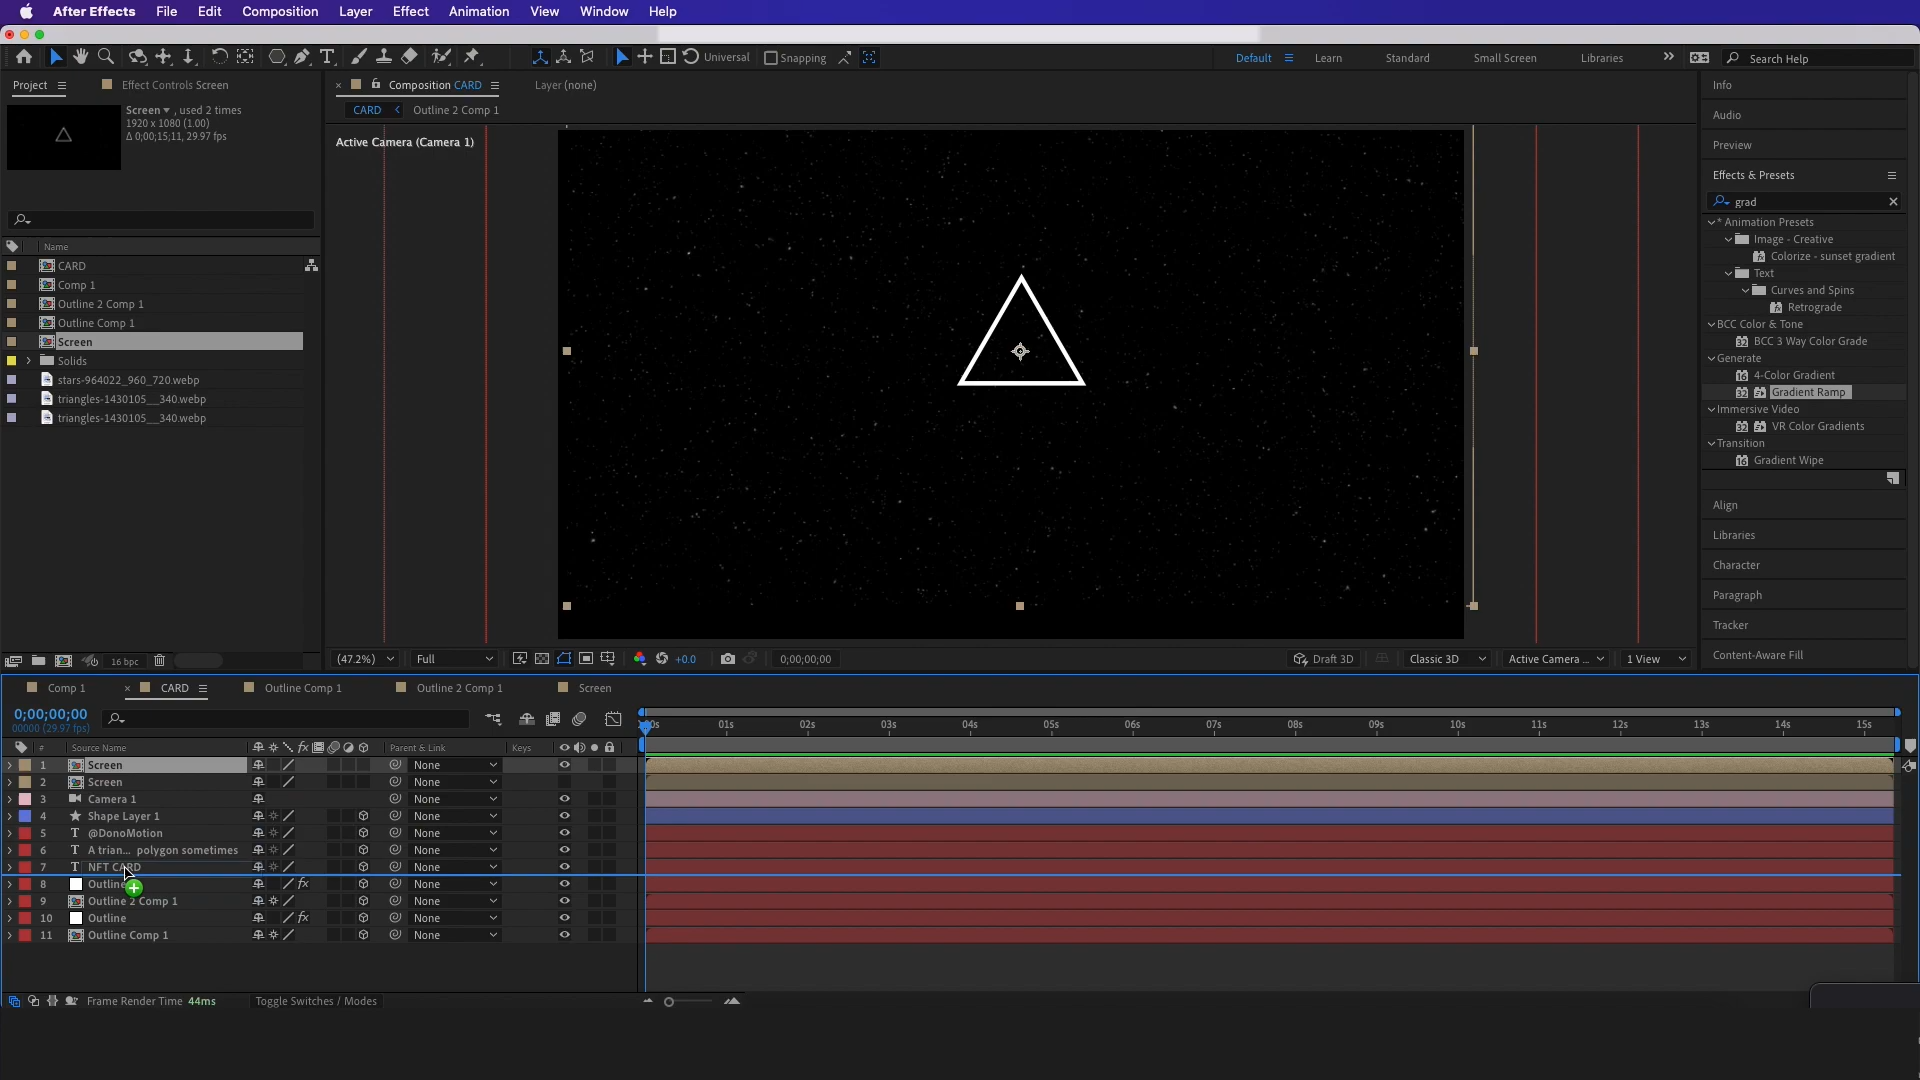 After Effects File Edit Composition Layer Effect Animation View Window Help
Universal Snapping Default Learn Standard Small Screen Libraries Search Help
Project Effect Controls Screen Composition CARD Layer (none) Info
Screen , used 2 times
1920 x 1080 (1.00)
Δ 0;00;15;11, 29.97 fps
CARD Outline 2 Comp 1
Active Camera (Camera 1)
Audio
Preview
Effects & Presets
grad
* Animation Presets
Image - Creative
Colorize - sunset gradient
Text
Curves and Spins
Retrograde
BCC Color & Tone
BCC 3 Way Color Grade
Generate
4-Color Gradient
Gradient Ramp
Immersive Video
VR Color Gradients
Transition
Gradient Wipe
Align
Libraries
Character
Paragraph
Tracker
Content-Aware Fill
Name
CARD
Comp 1
Outline 2 Comp 1
Outline Comp 1
Screen
Solids
stars-964022_960_720.webp
triangles-1430105__340.webp
triangles-1430105__340.webp
16 bpc
(47.2%) Full +0.0 0;00;00;00 Draft 3D Classic 3D Active Camera ... 1 View
Comp 1 CARD Outline Comp 1 Outline 2 Comp 1 Screen
0;00;00;00
00000 (29.97 fps)
01s 02s 03s 04s 05s 06s 07s 08s 09s 10s 11s 12s 13s 14s 15s
# Source Name fx Parent & Link Keys
1 Screen None
2 Screen None
3 Camera 1 None
4 Shape Layer 1 None
5 T @DonoMotion None
6 T A trian... polygon sometimes None
7 T NFT CARD None
8 Outline fx None
9 Outline 2 Comp 1 None
10 Outline fx None
11 Outline Comp 1 None
Frame Render Time 44ms Toggle Switches / Modes